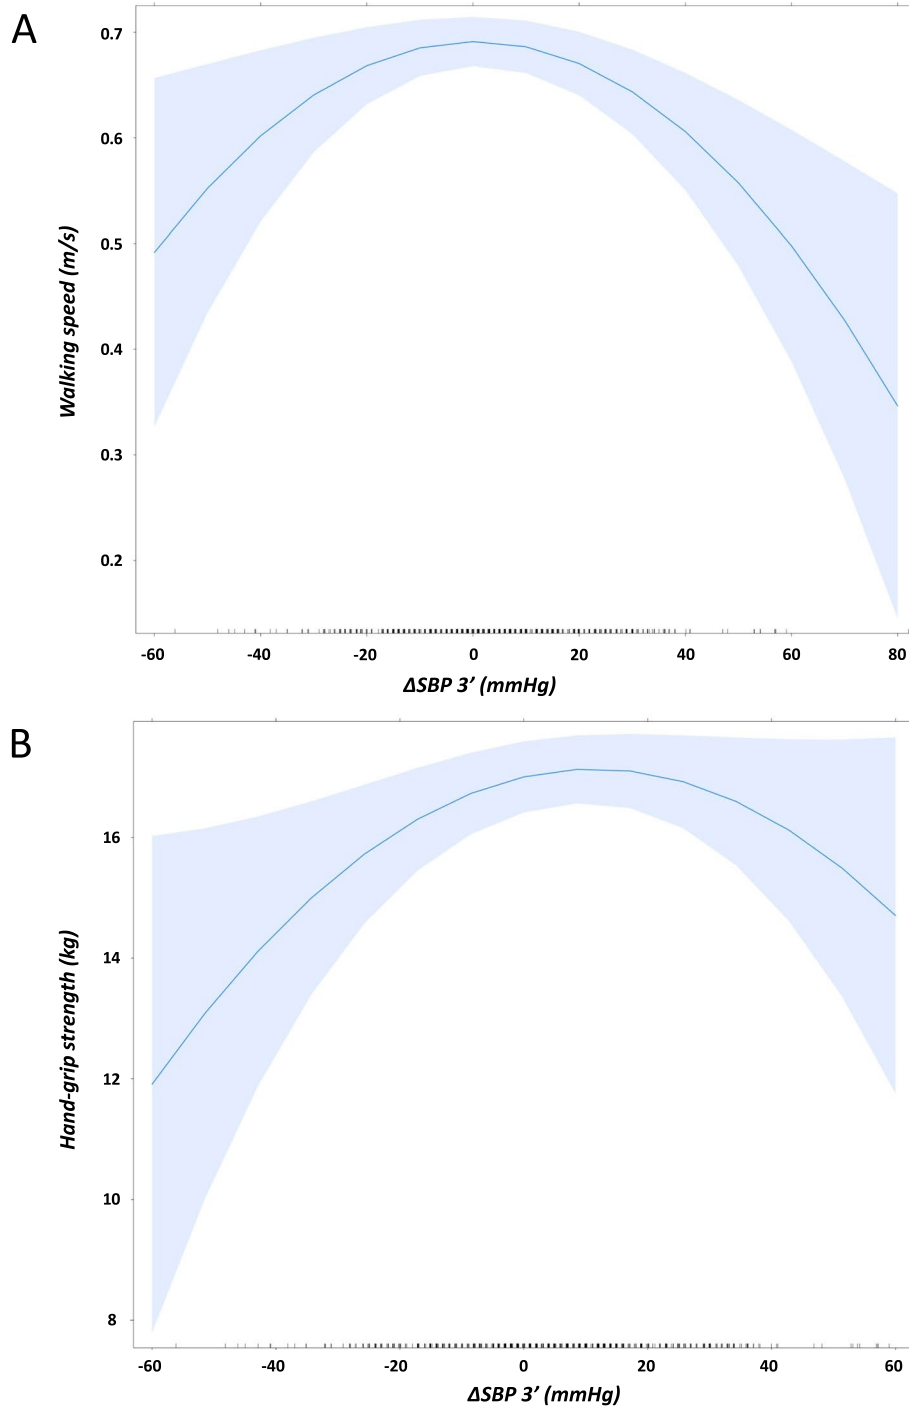 A
0.7
0.6
0.5
0.4
0.3
0.2
Walking speed (m/s)
-60 -40 -20 0 20 40 60 80
ΔSBP 3’ (mmHg)
B
16
14
12
10
8
Hand-grip strength (kg)
-60 -40 -20 0 20 40 60
ΔSBP 3’ (mmHg)